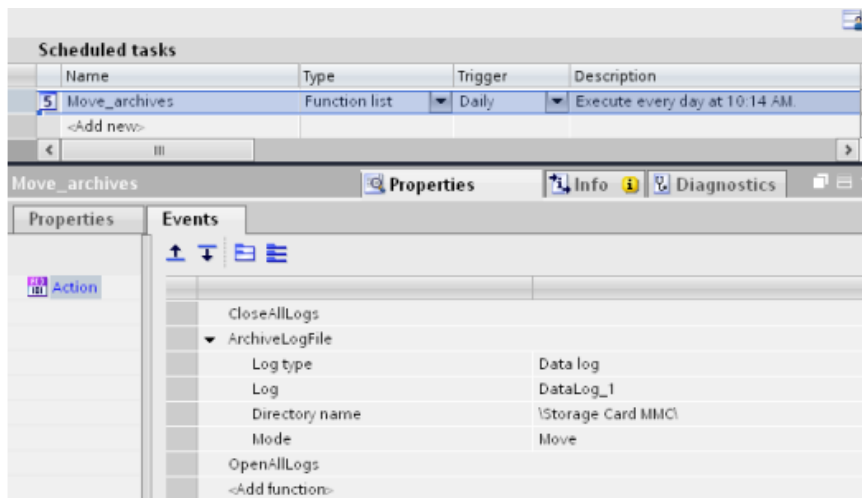 Scheduled tasks
Name Type Trigger Description
5 Move_archives Function list Daily Execute every day at 10:14 AM.
<Add new>
Move_archives Properties Info Diagnostics
Properties Events
Action
CloseAllLogs
ArchiveLogFile
Log type Data log
Log DataLog_1
Directory name \Storage Card MMC\
Mode Move
OpenAllLogs
<Add function>